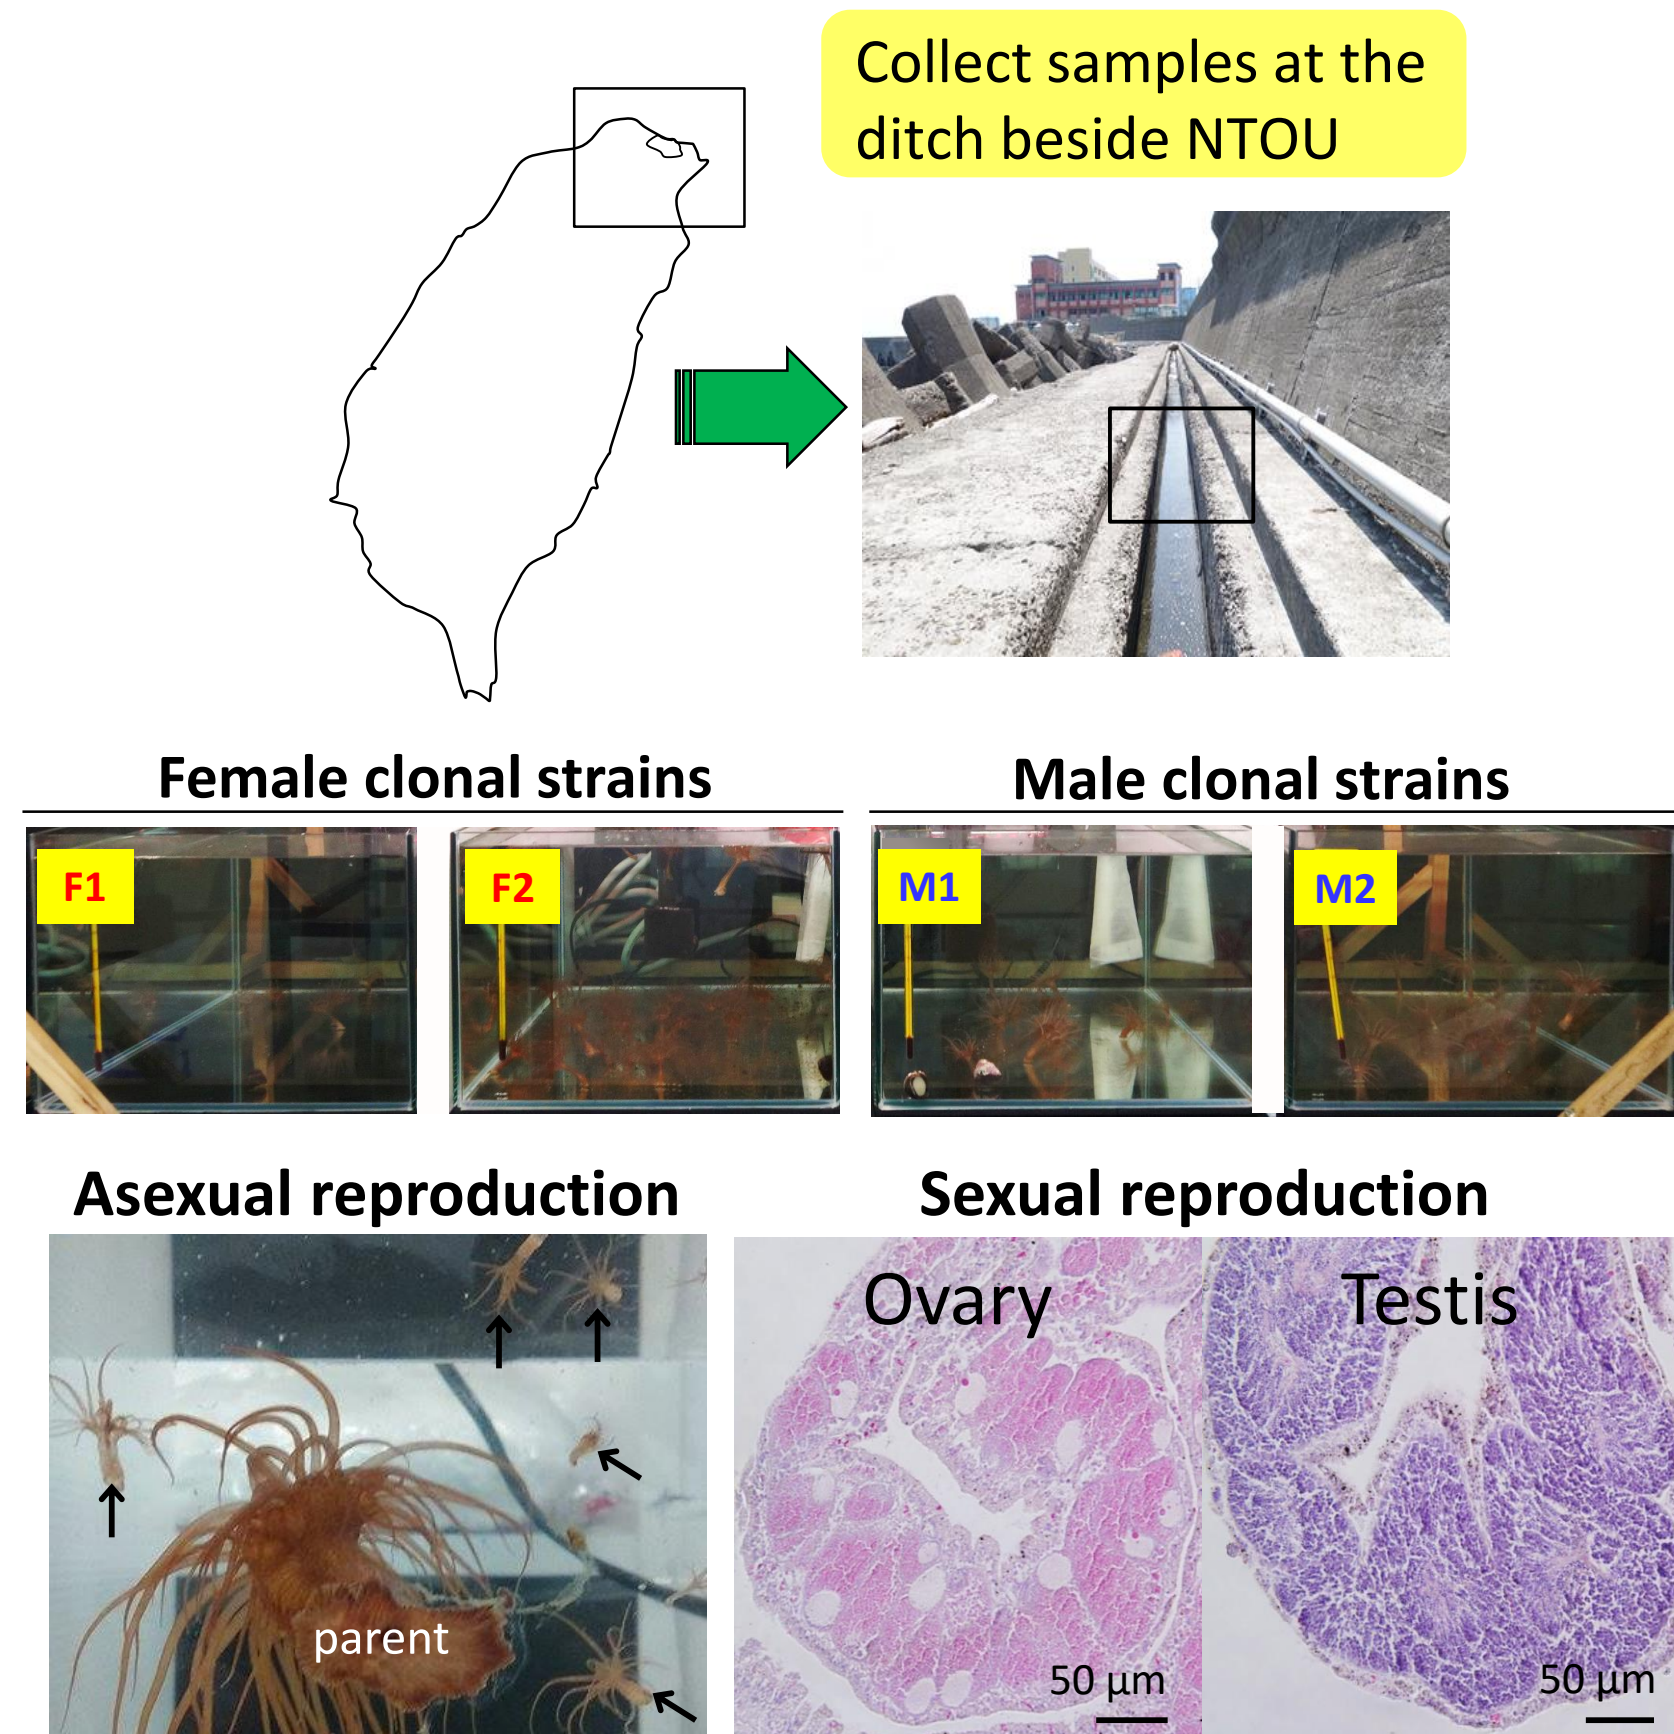 Collect samples at the
ditch beside NTOU
Female clonal strains
Male clonal strains
F1
F2
M1
M2
Asexual reproduction
Sexual reproduction
Ovary
Testis
parent
50 μm
50 μm